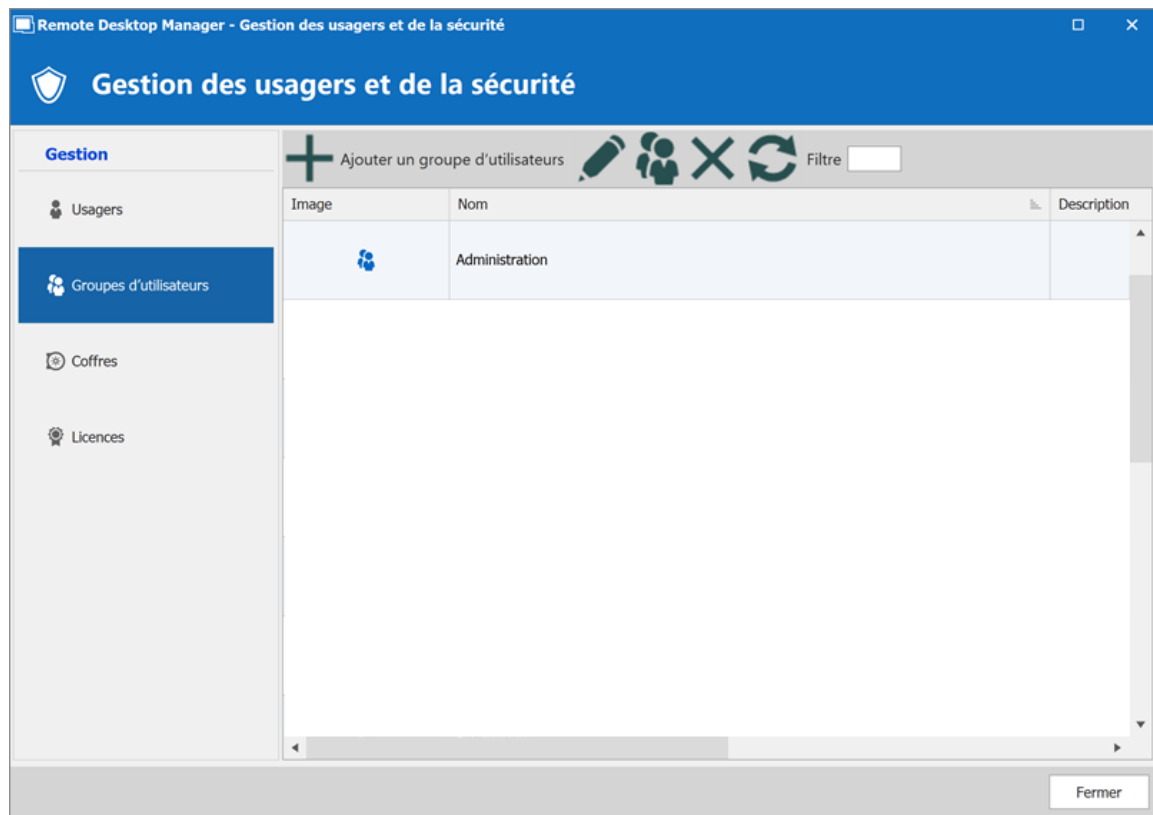 Remote Desktop Manager - Gestion des usagers et de la sécurité
Gestion des usagers et de la sécurité
Gestion
Usagers
Groupes d'utilisateurs
Coffres
Licences
Ajouter un groupe d'utilisateurs
Filtre
Image
Nom
Description
Administration
Fermer